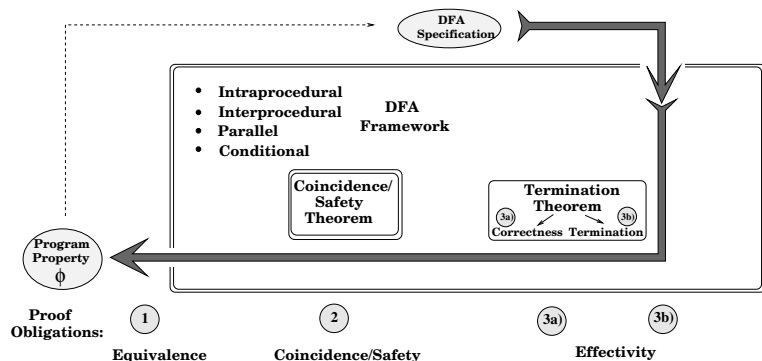 DFA
Specification
• Intraprocedural
• Interprocedural
• Parallel
• Conditional
DFA
Framework
Coincidence/
Safety
Theorem
Termination
Theorem
3a)
3b)
Correctness Termination
Program
Property
ϕ
Proof
Obligations:
1
2
3a)
3b)
Equivalence
Coincidence/Safety
Effectivity